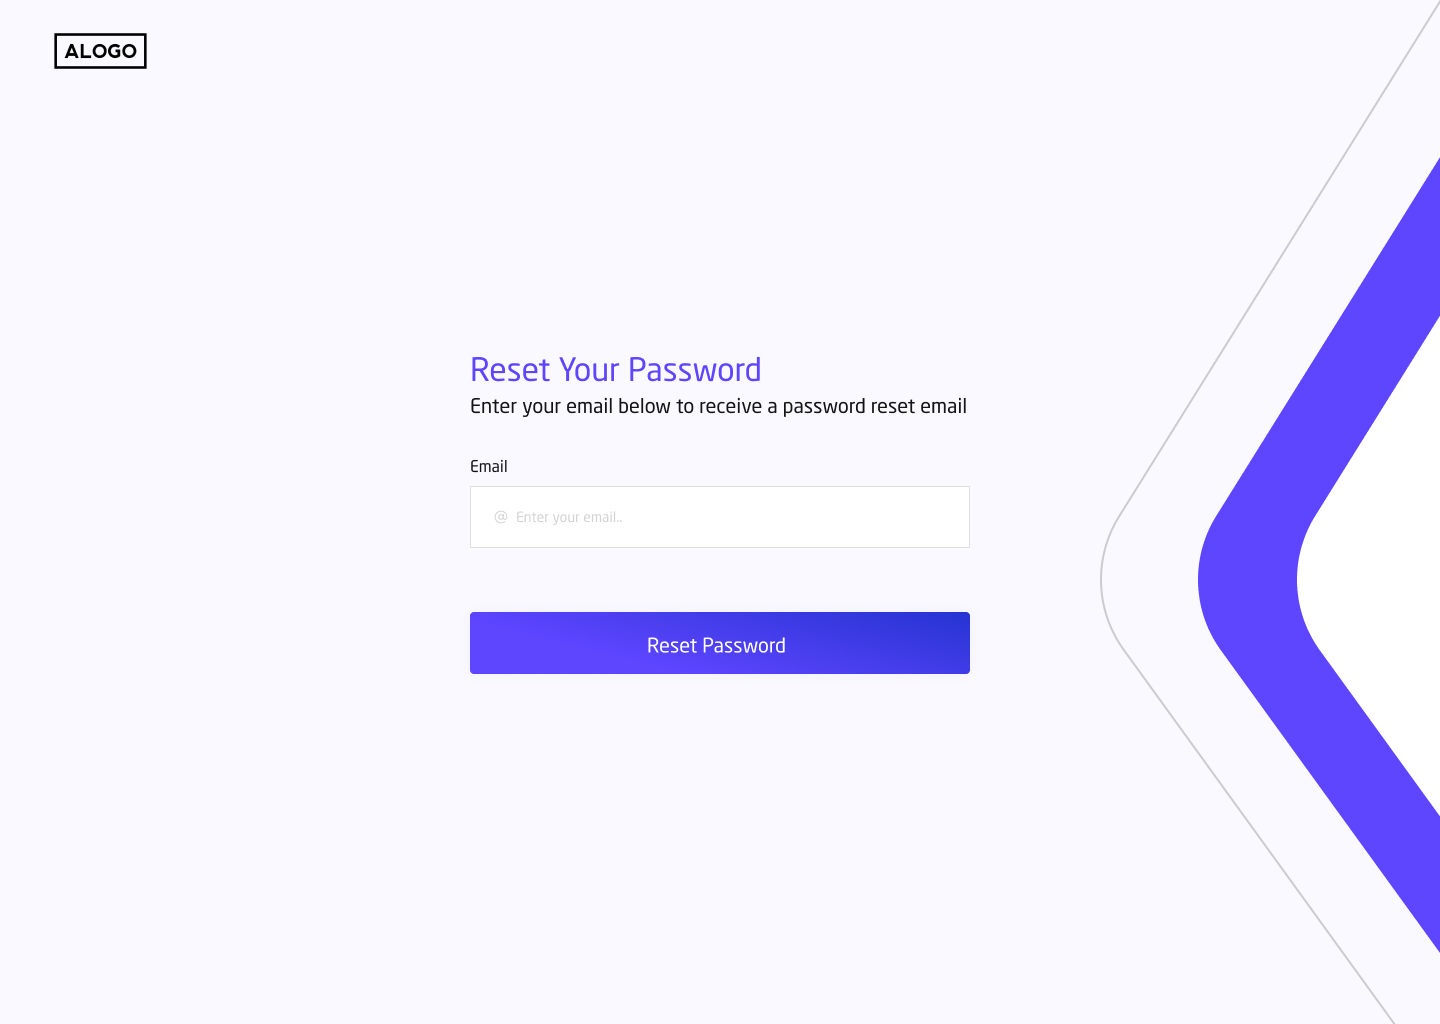 ALOGO
Reset Your Password
Enter your email below to receive a password reset email
Email
@ Enter your email..
Reset Password